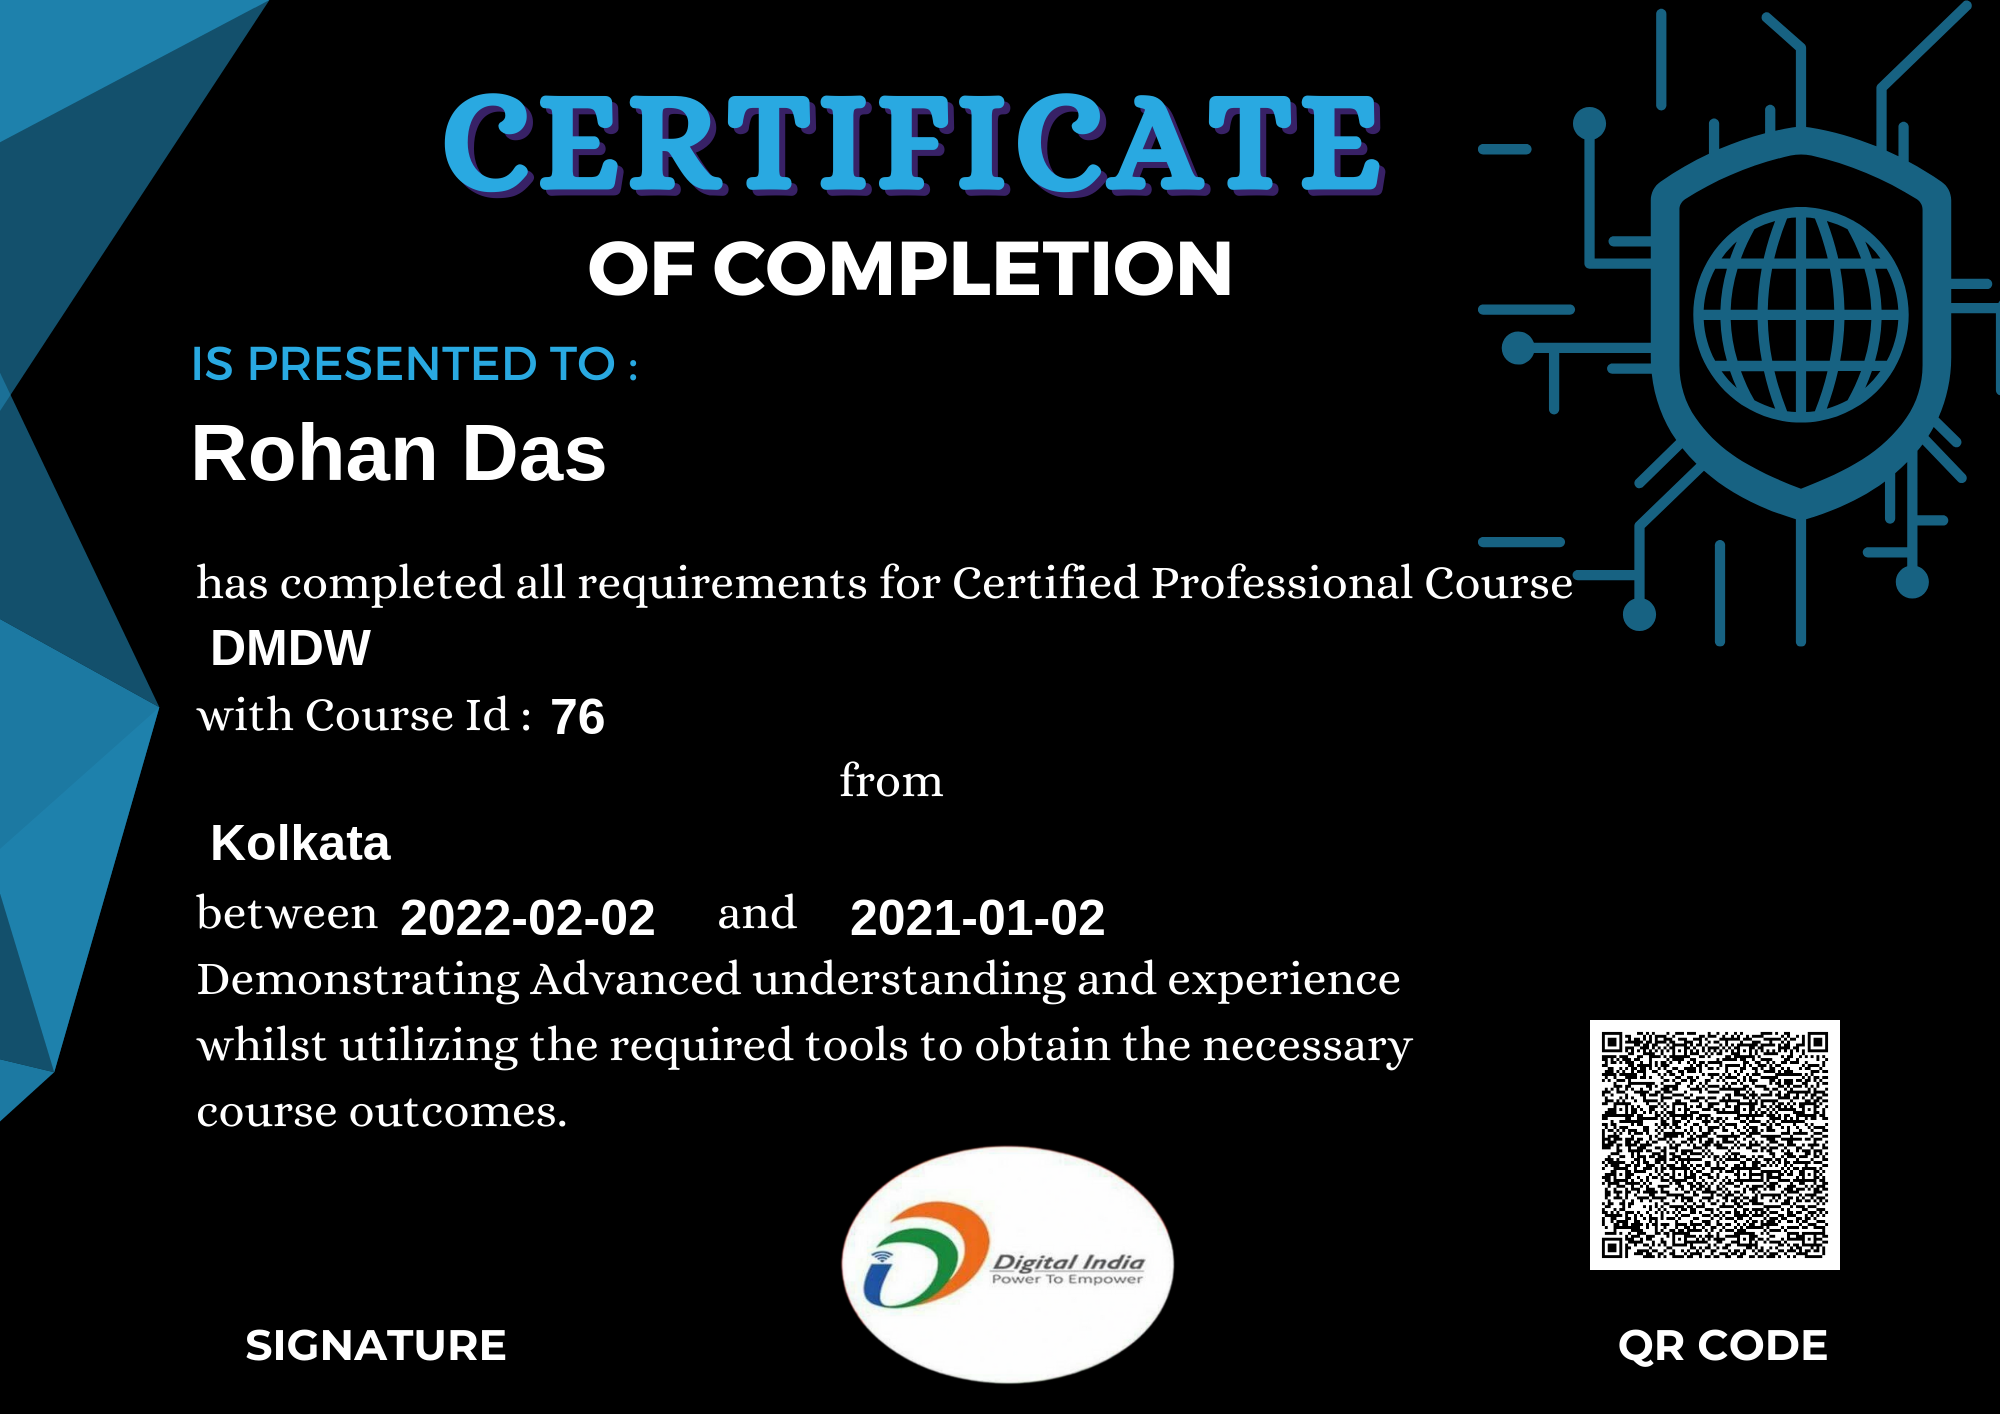 CERTIFICATE
OF COMPLETION
IS PRESENTED TO :
Rohan Das
has completed all requirements for Certified Professional Course
DMDW
with Course Id : 76
from
Kolkata
between 2022-02-02 and 2021-01-02
Demonstrating Advanced understanding and experience
whilst utilizing the required tools to obtain the necessary
course outcomes.
Digital India
Power To Empower
SIGNATURE
QR CODE